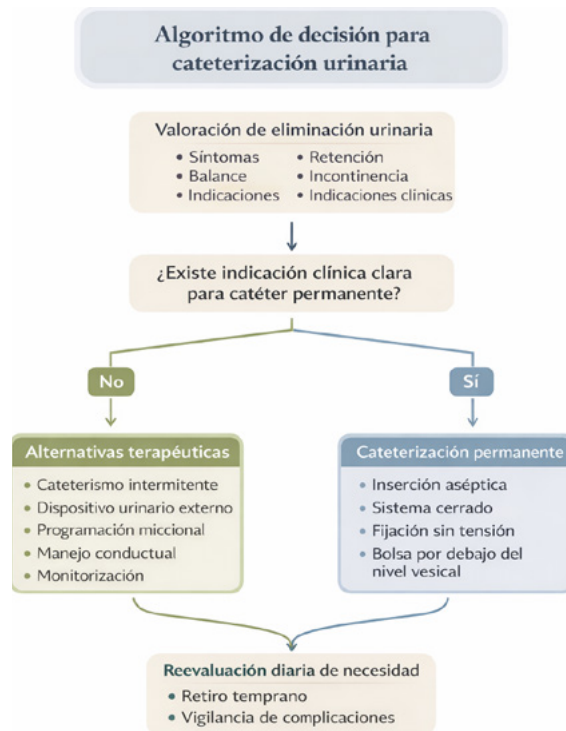 Algoritmo de decisión para
cateterización urinaria
Valoración de eliminación urinaria
• Síntomas • Retención
• Balance • Incontinencia
• Indicaciones • Indicaciones clínicas
¿Existe indicación clínica clara
para catéter permanente?
No
Sí
Alternativas terapéuticas
• Cateterismo intermitente
• Dispositivo urinario externo
• Programación miccional
• Manejo conductual
• Monitorización
Cateterización permanente
• Inserción aséptica
• Sistema cerrado
• Fijación sin tensión
• Bolsa por debajo del
nivel vesical
Reevaluación diaria de necesidad
• Retiro temprano
• Vigilancia de complicaciones